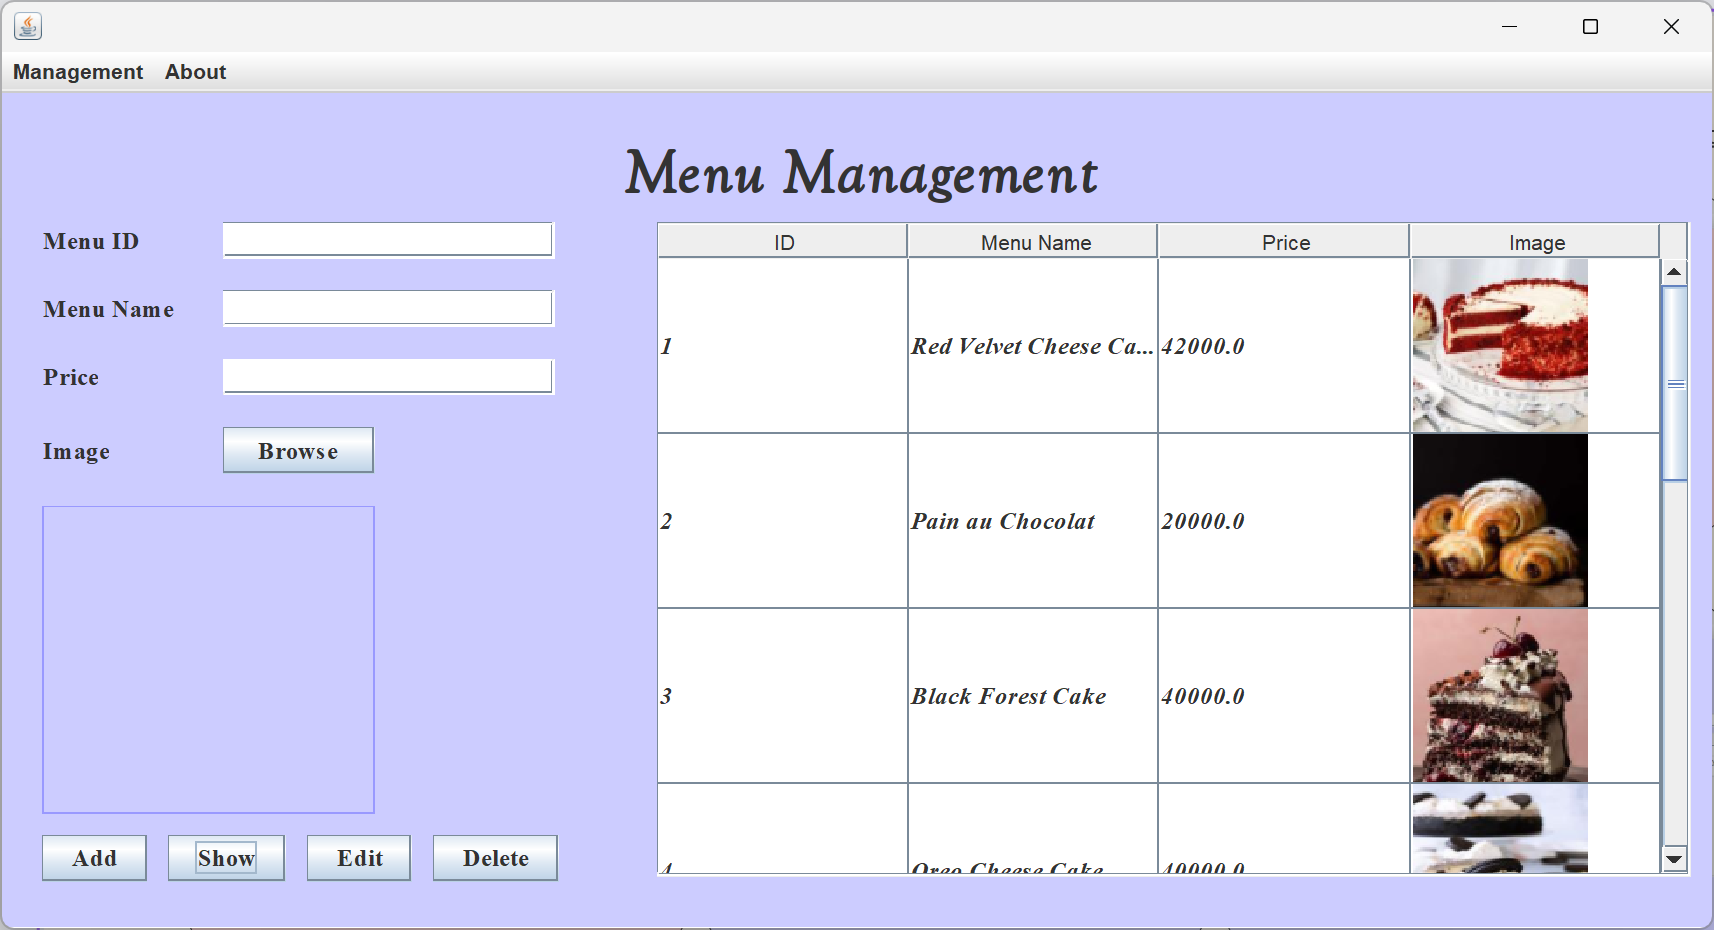 Management About
Menu Management
Menu ID
Menu Name
Price
Image Browse
Add Show Edit Delete
ID Menu Name Price Image
1 Red Velvet Cheese Ca... 42000.0
2 Pain au Chocolat 20000.0
3 Black Forest Cake 40000.0
4 Oreo Cheese Cake 40000.0